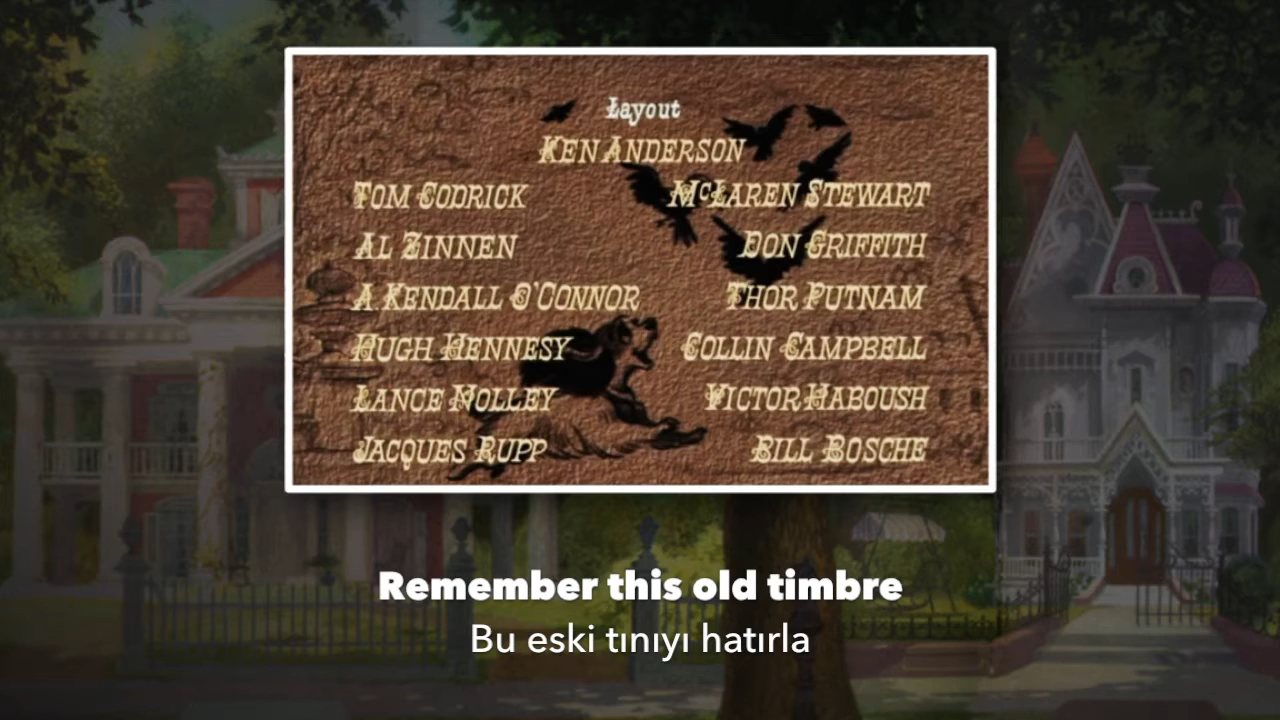 Layout
KEN ANDERSON
TOM CODRICK McLAREN STEWART
AL ZINNEN DON GRIFFITH
A KENDALL O'CONNOR THOR PUTNAM
HUGH HENNESY COLLIN CAMPBELL
LANCE NOLLEY VICTOR HABOUSH
JACQUES RUPP BILL BOSCHE
Remember this old timbre
Bu eski tınıyı hatırla